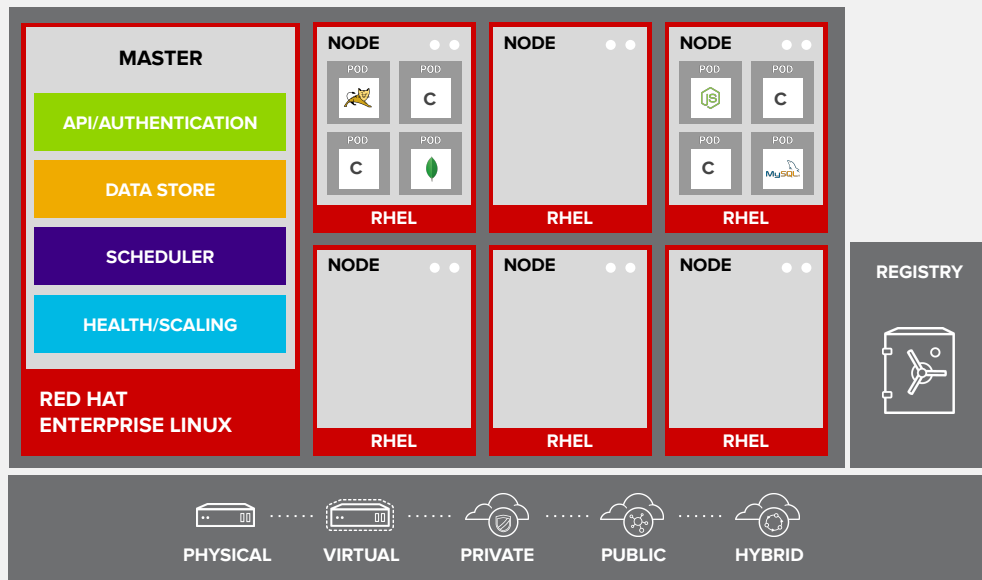 MASTER
API/AUTHENTICATION
DATA STORE
SCHEDULER
HEALTH/SCALING
RED HAT
ENTERPRISE LINUX
NODE
POD
POD
C
POD
POD
C
RHEL
NODE
RHEL
NODE
POD
POD
JS
C
POD
POD
C
MySQL
RHEL
NODE
RHEL
NODE
RHEL
NODE
RHEL
REGISTRY
PHYSICAL
VIRTUAL
PRIVATE
PUBLIC
HYBRID